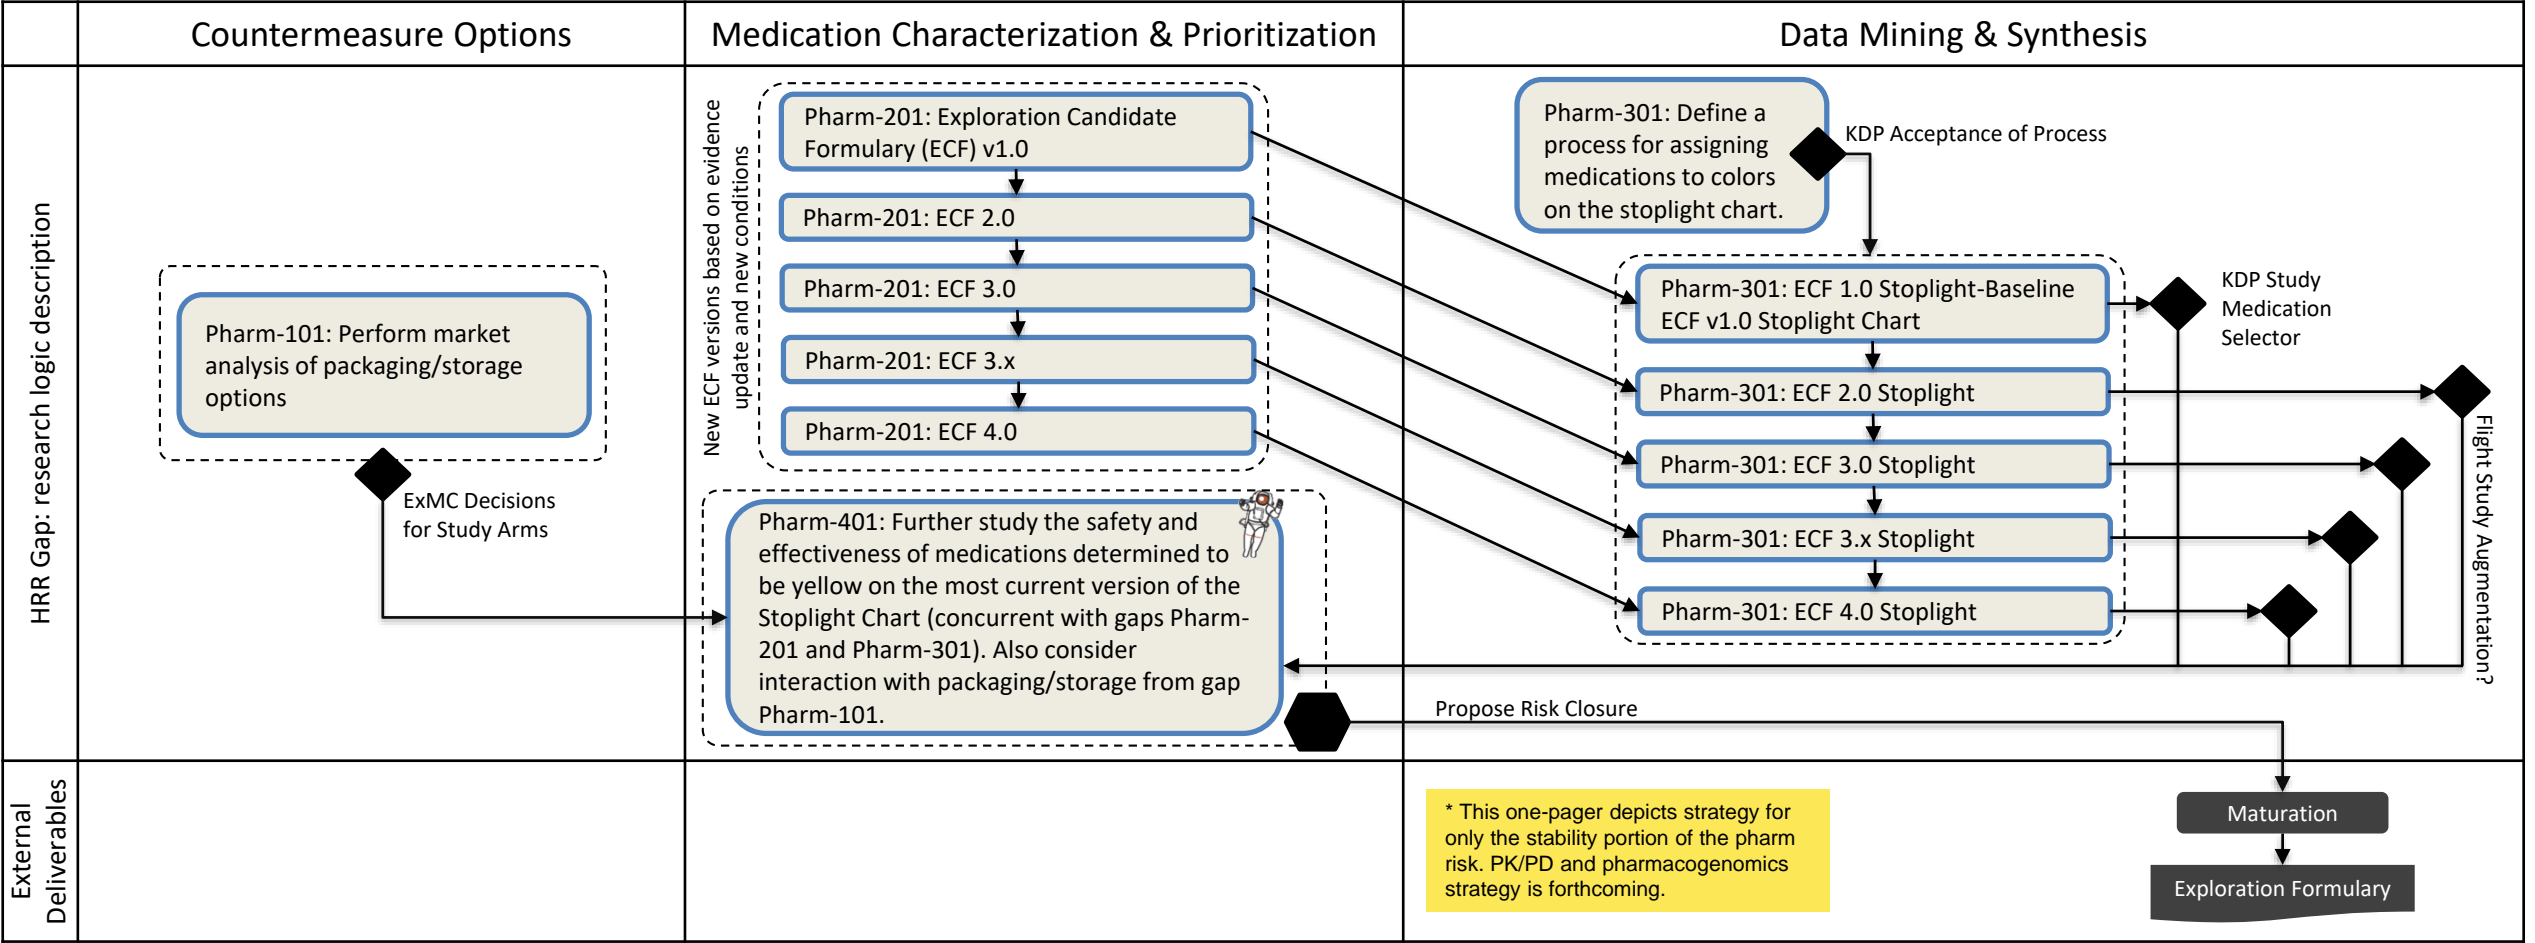 Countermeasure Options
Medication Characterization & Prioritization
Data Mining & Synthesis
HRR Gap: research logic description
Pharm-101: Perform market
analysis of packaging/storage
options
ExMC Decisions
for Study Arms
New ECF versions based on evidence
update and new conditions
Pharm-201: Exploration Candidate
Formulary (ECF) v1.0
Pharm-201: ECF 2.0
Pharm-201: ECF 3.0
Pharm-201: ECF 3.x
Pharm-201: ECF 4.0
Pharm-401: Further study the safety and
effectiveness of medications determined to
be yellow on the most current version of the
Stoplight Chart (concurrent with gaps Pharm-
201 and Pharm-301). Also consider
interaction with packaging/storage from gap
Pharm-101.
Pharm-301: Define a
process for assigning
medications to colors
on the stoplight chart.
KDP Acceptance of Process
Pharm-301: ECF 1.0 Stoplight-Baseline
ECF v1.0 Stoplight Chart
Pharm-301: ECF 2.0 Stoplight
Pharm-301: ECF 3.0 Stoplight
Pharm-301: ECF 3.x Stoplight
Pharm-301: ECF 4.0 Stoplight
KDP Study
Medication
Selector
Flight Study Augmentation?
Propose Risk Closure
External
Deliverables
* This one-pager depicts strategy for
only the stability portion of the pharm
risk. PK/PD and pharmacogenomics
strategy is forthcoming.
Maturation
Exploration Formulary